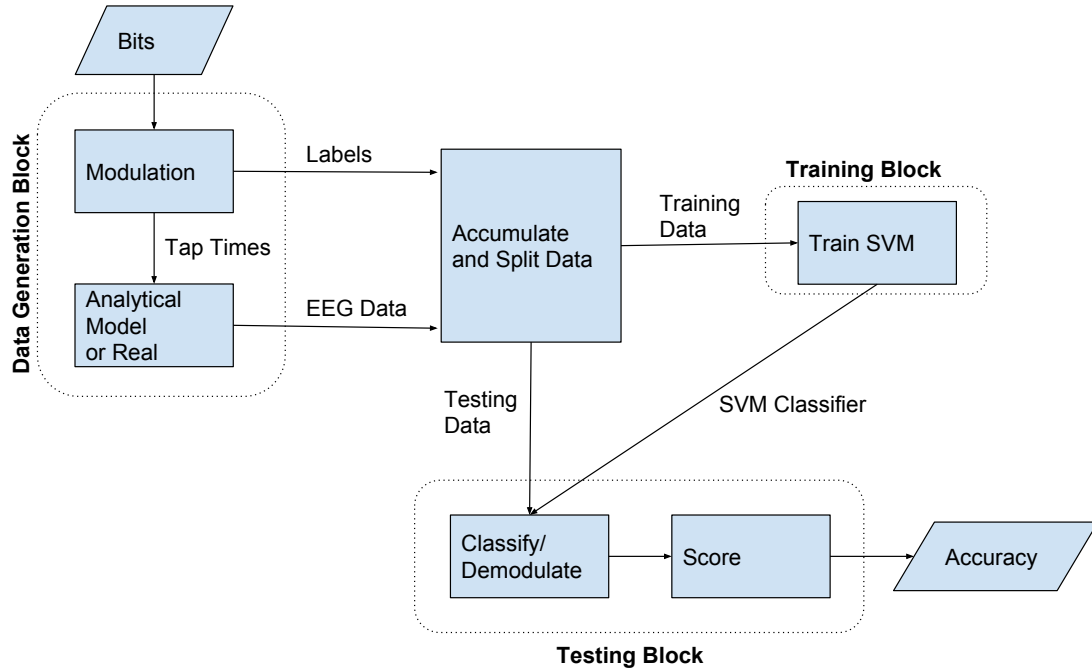 Bits
Data Generation Block
Modulation
Labels
Tap Times
Analytical
Model
or Real
EEG Data
Accumulate
and Split Data
Training
Data
Training Block
Train SVM
Testing
Data
SVM Classifier
Classify/
Demodulate
Score
Accuracy
Testing Block